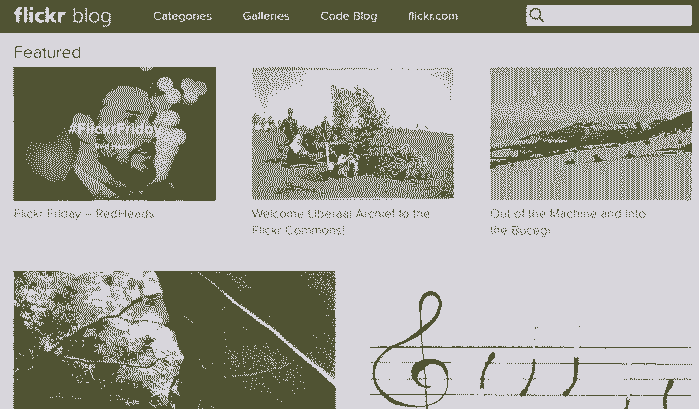 flickr blog
Categories
Galleries
Code Blog
flickr.com
Featured
#FlickrFriday
Flickr Friday – RedHeads
Welcome Liberaal Archief to the
Flickr Commons!
Out of the Machine and into
the Bucegi